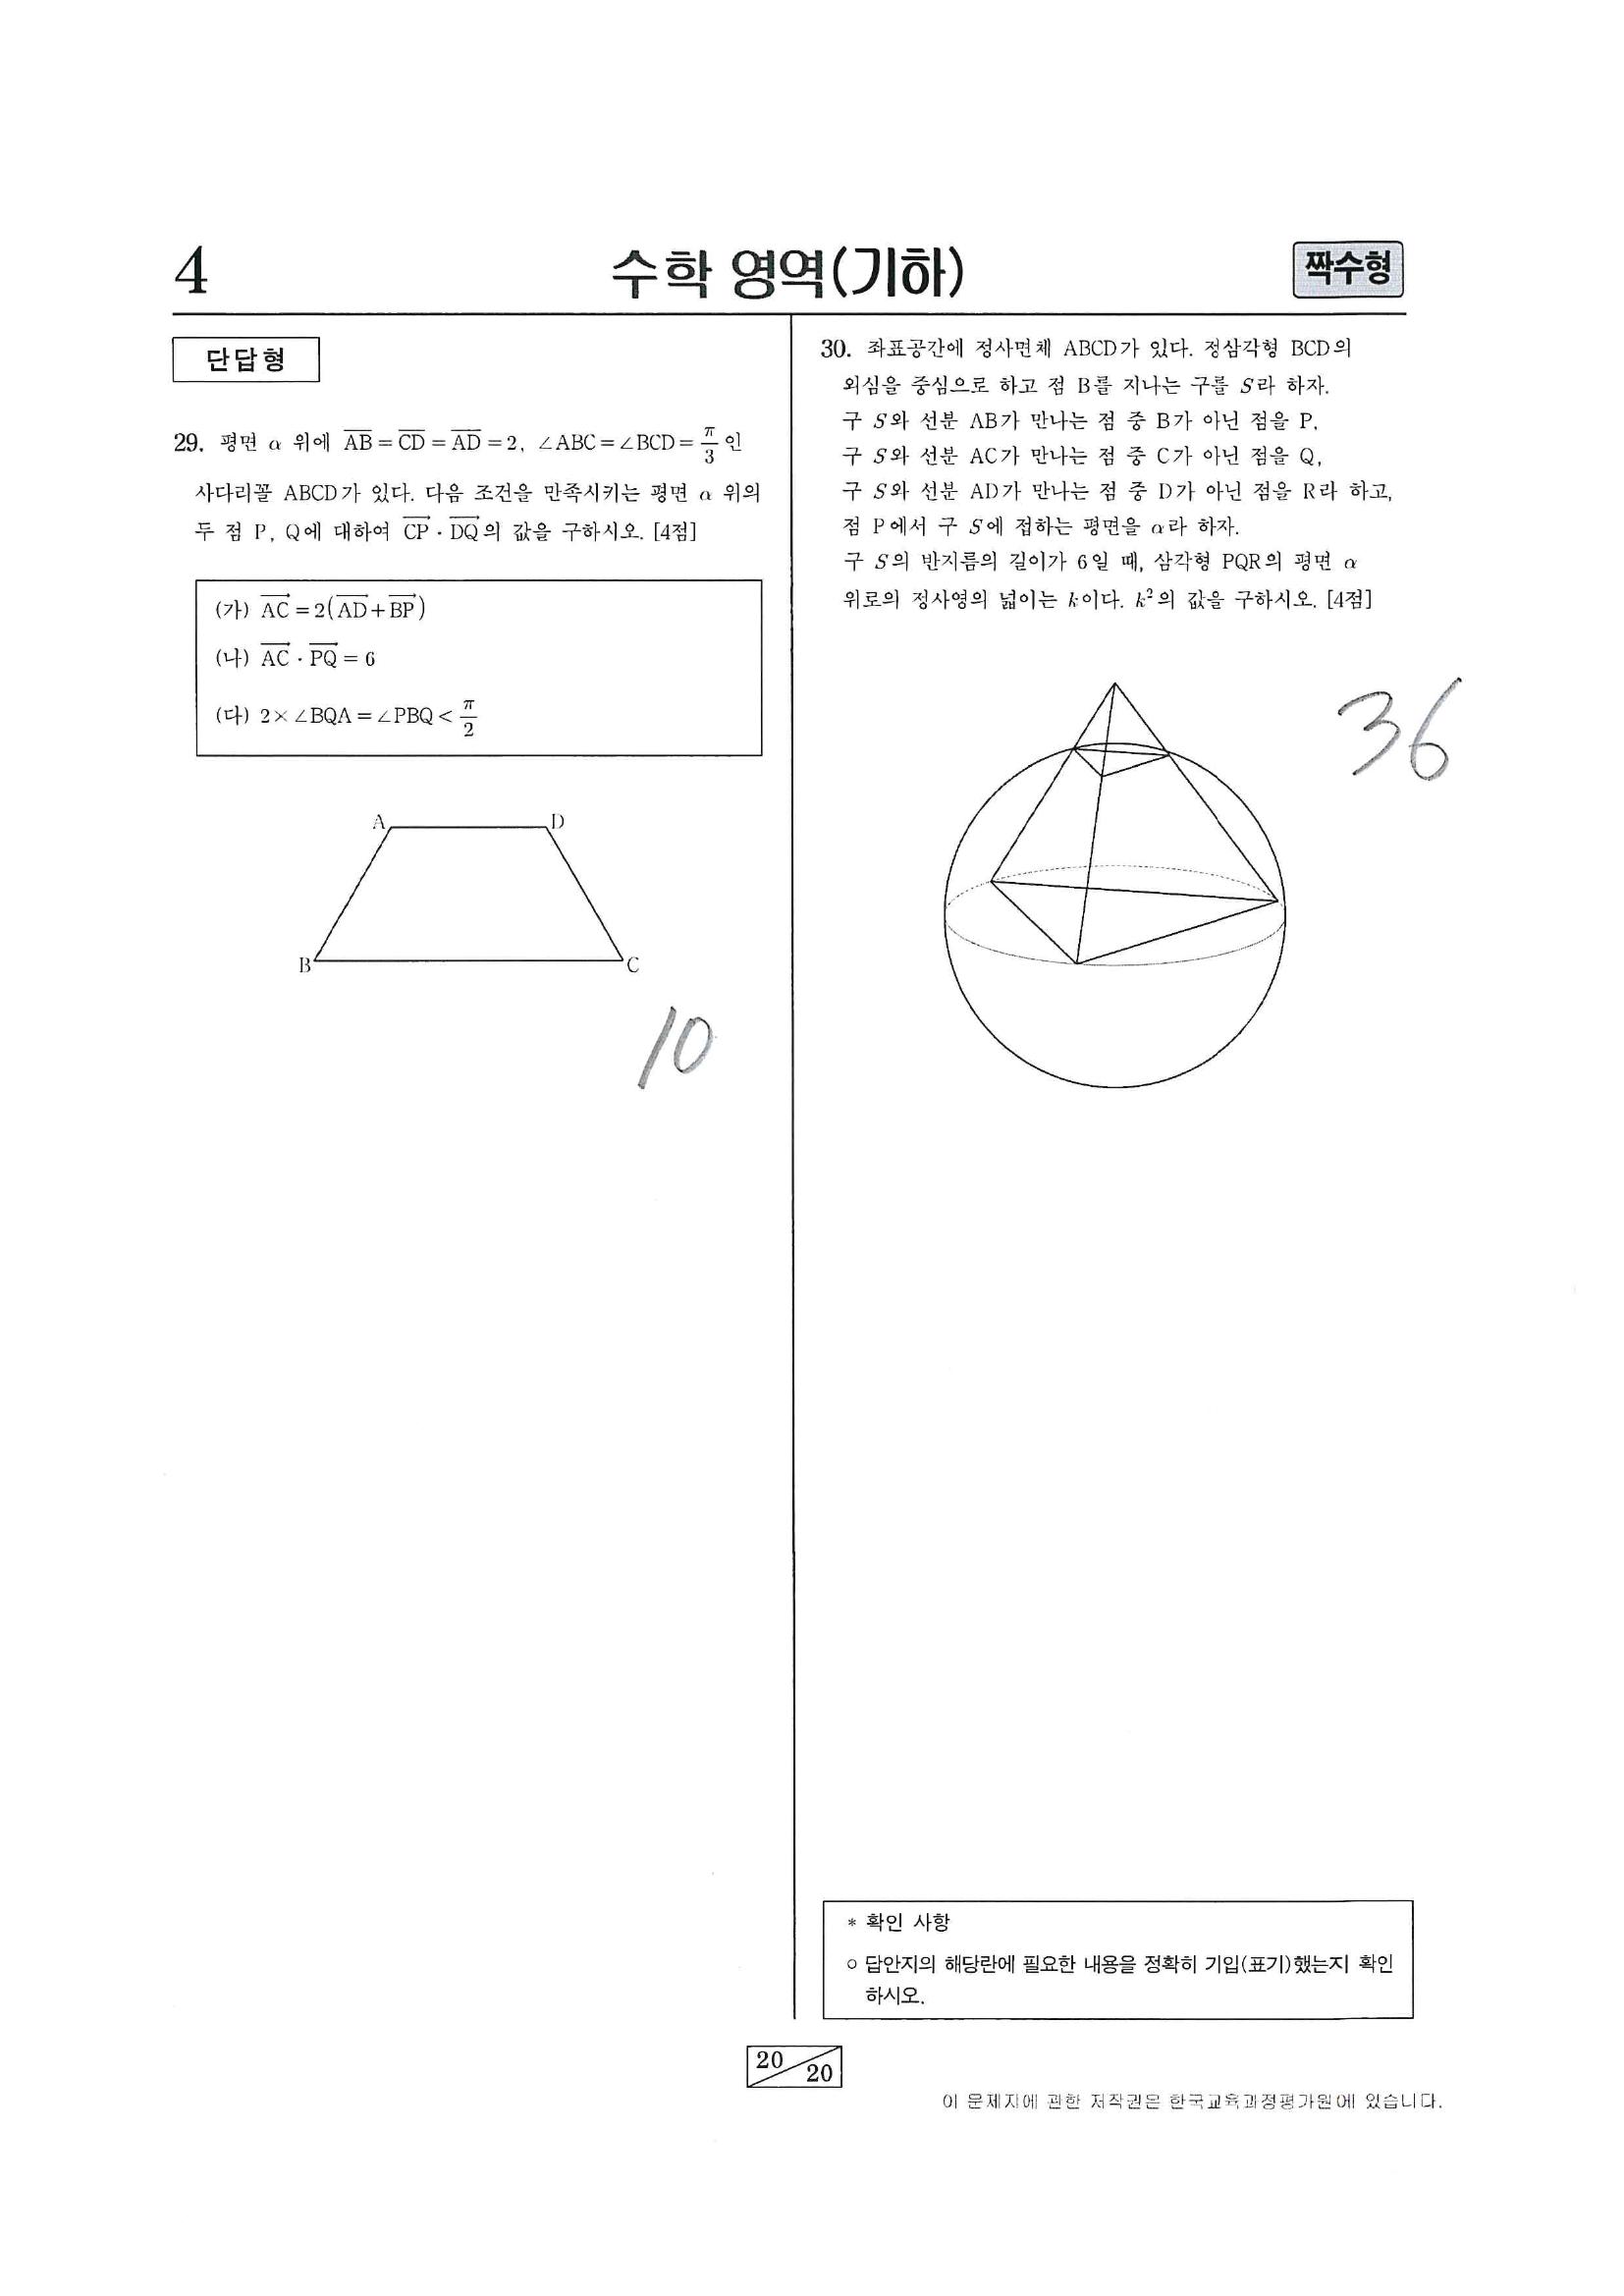 4
수학 영역(기하)
짝수형
단답형
29. 평면 α 위에 $\overline{AB}=\overline{CD}=\overline{AD}=2$, ∠ABC=∠BCD=$\frac{\pi}{3}$인
사다리꼴 ABCD가 있다. 다음 조건을 만족시키는 평면 α 위의
두 점 P, Q에 대하여 $\overrightarrow{CP}\cdot\overrightarrow{DQ}$의 값을 구하시오. [4점]
(가) $\overrightarrow{AC}=2(\overrightarrow{AD}+\overrightarrow{BP})$
(나) $\overrightarrow{AC}\cdot\overrightarrow{PQ}=6$
(다) 2×∠BQA=∠PBQ<$\frac{\pi}{2}$
A
D
B
C
10
30. 좌표공간에 정사면체 ABCD가 있다. 정삼각형 BCD의
외심을 중심으로 하고 점 B를 지나는 구를 S라 하자.
구 S와 선분 AB가 만나는 점 중 B가 아닌 점을 P,
구 S와 선분 AC가 만나는 점 중 C가 아닌 점을 Q,
구 S와 선분 AD가 만나는 점 중 D가 아닌 점을 R라 하고,
점 P에서 구 S에 접하는 평면을 α라 하자.
구 S의 반지름의 길이가 6일 때, 삼각형 PQR의 평면 α
위로의 정사영의 넓이는 k이다. k²의 값을 구하시오. [4점]
36
* 확인 사항
○ 답안지의 해당란에 필요한 내용을 정확히 기입(표기)했는지 확인
하시오.
20
20
이 문제지에 관한 저작권은 한국교육과정평가원에 있습니다.